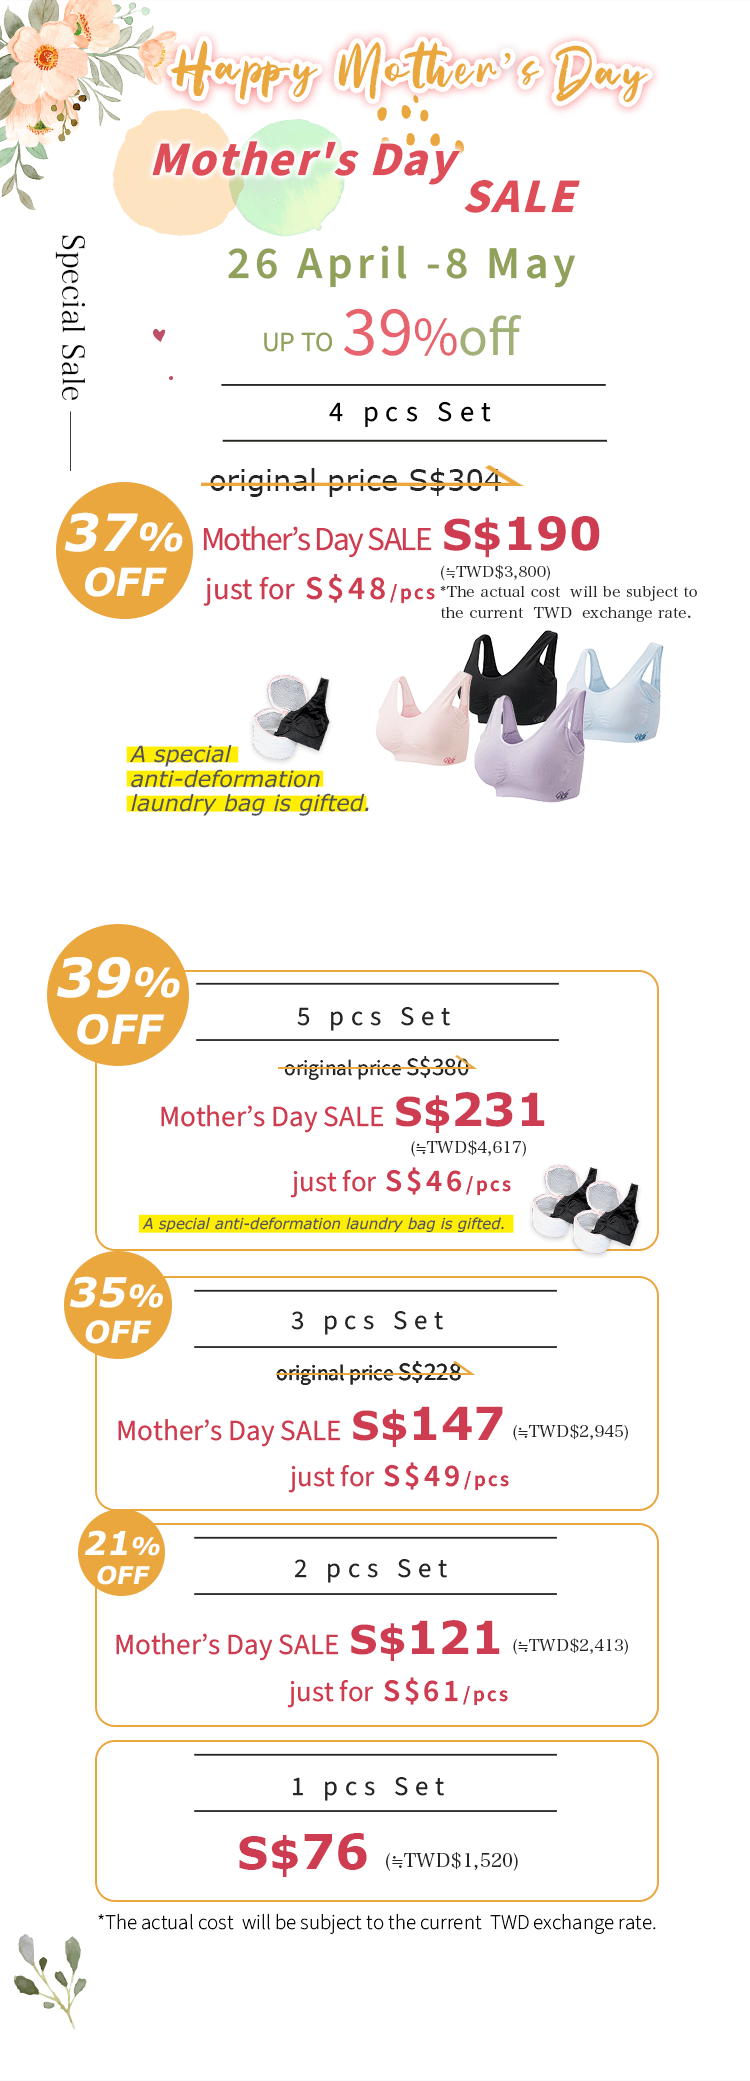 Happy Mother's Day
Mother's Day
SALE
Special Sale
26 April -8 May
UP TO 39%off
4 pcs Set
original price S$304
37%
OFF
Mother's Day SALE S$190
(≒TWD$3,800)
just for S$48/pcs
*The actual cost will be subject to
the current TWD exchange rate.
A special
anti-deformation
laundry bag is gifted.
39%
OFF
5 pcs Set
original price S$380
Mother's Day SALE S$231
(≒TWD$4,617)
just for S$46/pcs
A special anti-deformation laundry bag is gifted.
35%
OFF
3 pcs Set
original price S$228
Mother's Day SALE S$147 (≒TWD$2,945)
just for S$49/pcs
21%
OFF
2 pcs Set
Mother's Day SALE S$121 (≒TWD$2,413)
just for S$61/pcs
1 pcs Set
S$76 (≒TWD$1,520)
*The actual cost will be subject to the current TWD exchange rate.